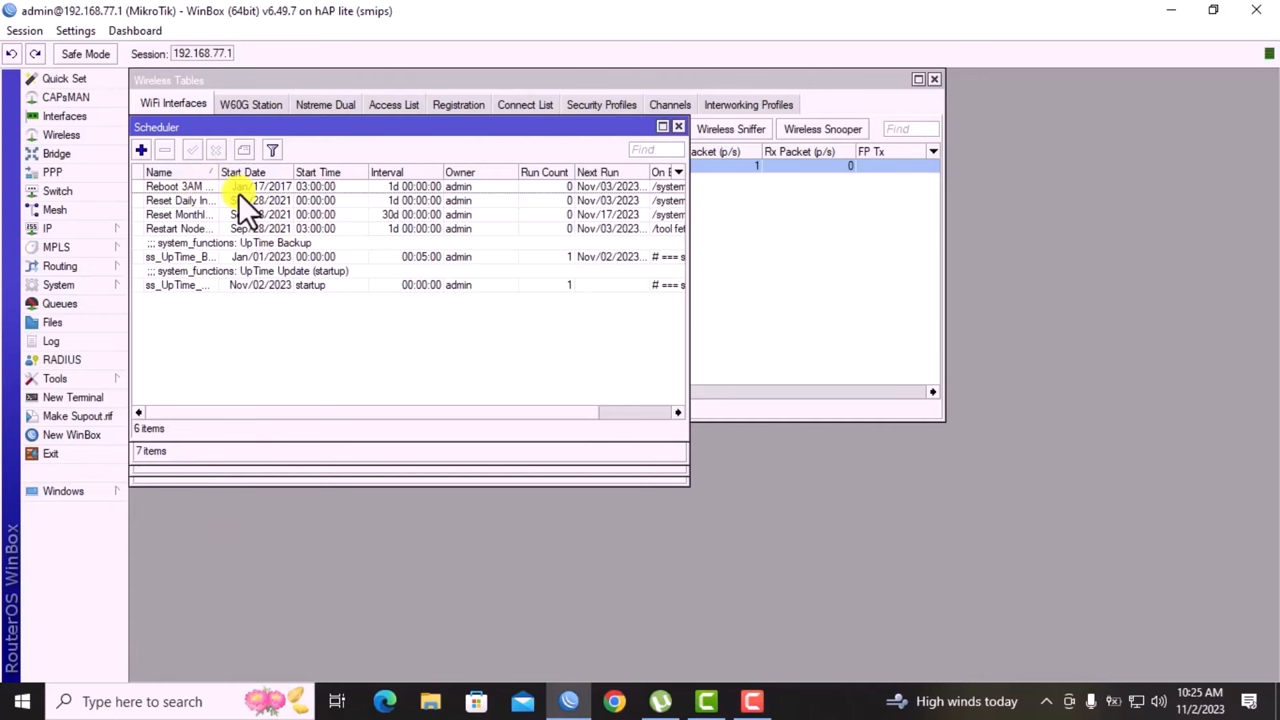 admin@192.168.77.1 (MikroTik) - WinBox (64bit) v6.49.7 on hAP lite (smips)
Session Settings Dashboard
Safe Mode Session: 192.168.77.1
Quick Set
CAPsMAN
Interfaces
Wireless
Bridge
PPP
Switch
Mesh
IP
MPLS
Routing
System
Queues
Files
Log
RADIUS
Tools
New Terminal
Make Supout.rif
New WinBox
Exit
Windows
RouterOS WinBox
Wireless Tables
WiFi Interfaces W60G Station Nstreme Dual Access List Registration Connect List Security Profiles Channels Interworking Profiles
Wireless Sniffer Wireless Snooper Find
acket (p/s) Rx Packet (p/s) FP Tx
1 0
Scheduler
Find
Name Start Date Start Time Interval Owner Run Count Next Run On E
Reboot 3AM ... Jan/17/2017 03:00:00 1d 00:00:00 admin 0 Nov/03/2023... /system
Reset Daily In... /28/2021 00:00:00 1d 00:00:00 admin 0 Nov/03/2023 /system
Reset Monthl... /2021 00:00:00 30d 00:00:00 admin 0 Nov/17/2023 /system
Restart Node... Sep/28/2021 03:00:00 1d 00:00:00 admin 0 Nov/03/2023... /tool fet
;;; system_functions: UpTime Backup
ss_UpTime_B... Jan/01/2023 00:00:00 00:05:00 admin 1 Nov/02/2023... # === s
;;; system_functions: UpTime Update (startup)
ss_UpTime_... Nov/02/2023 startup 00:00:00 admin 1 # === s
6 items
7 items
Type here to search
High winds today
10:25 AM
11/2/2023